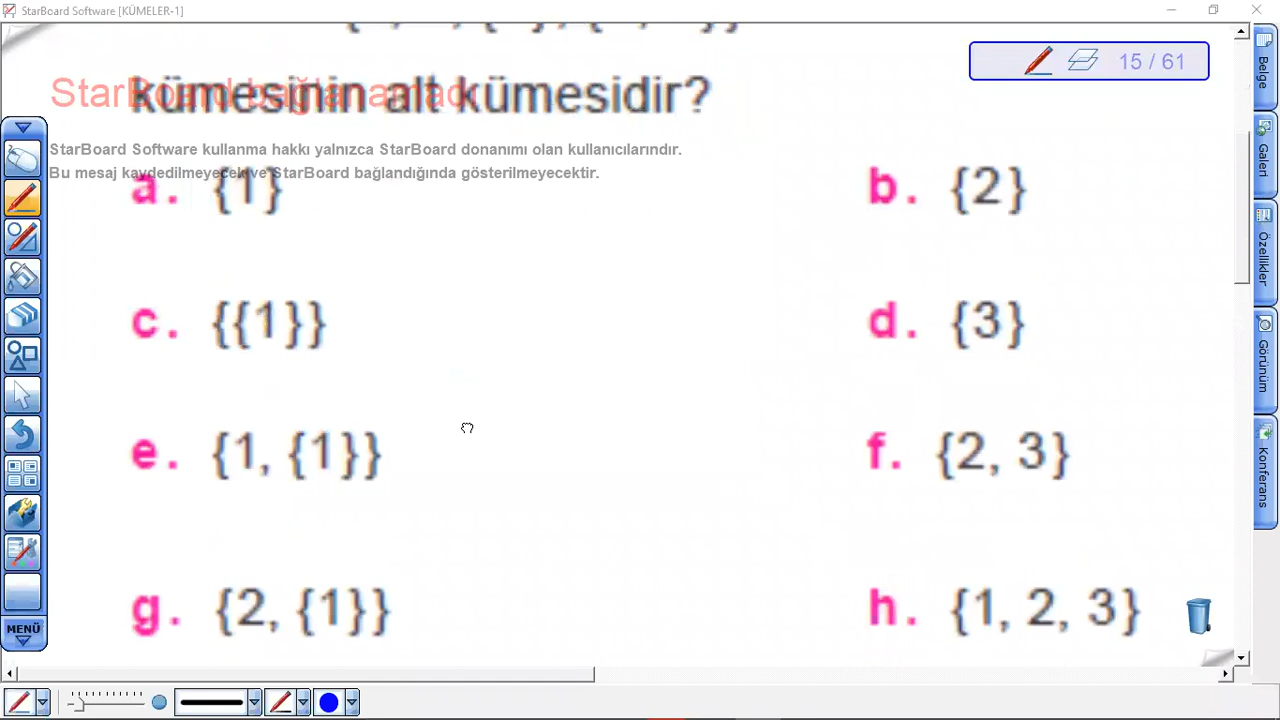 StarBoard Software [KÜMELER-1]
15 / 61
StarBoard
kümesinin alt kümesidir?
StarBoard Software kullanma hakkı yalnızca StarBoard donanımı olan kullanıcılarındır.
Bu mesaj kaydedilmeyecek ve StarBoard bağlandığında gösterilmeyecektir.
a. {1}
b. {2}
c. {{1}}
d. {3}
e. {1, {1}}
f. {2, 3}
g. {2, {1}}
h. {1, 2, 3}
MENÜ
Belge
Galeri
Özellikler
Görünüm
Konferans